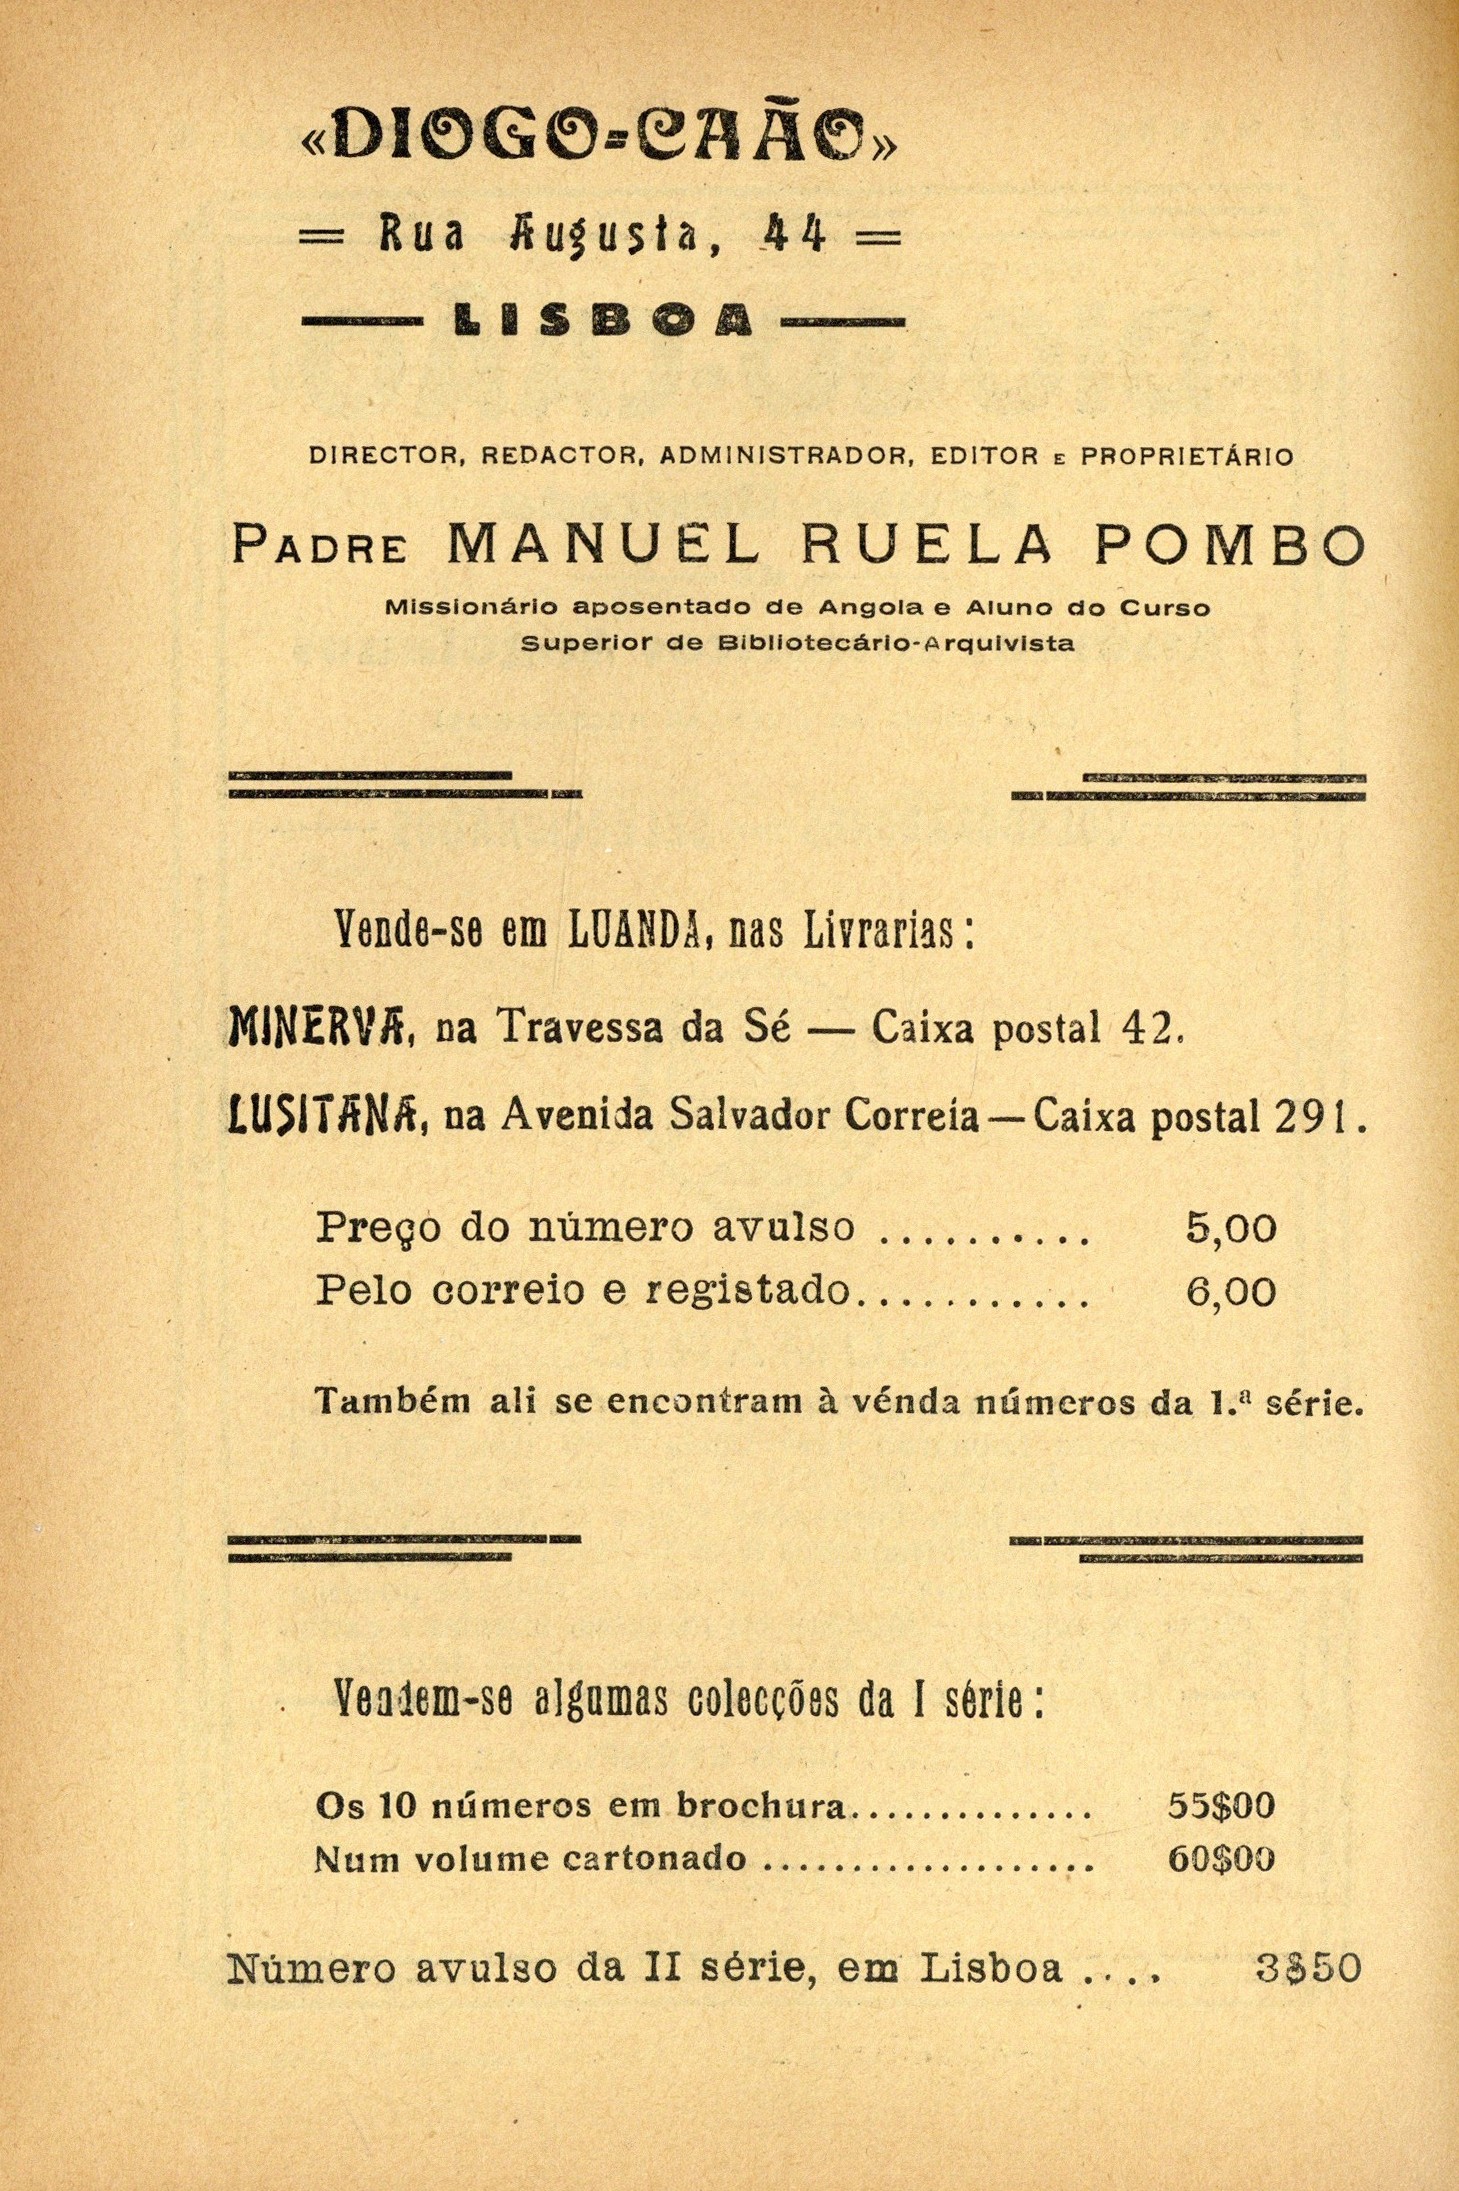 «DIOGO=CAÃO»
= Rua Augusta, 44 =
— LISBOA —
DIRECTOR, REDACTOR, ADMINISTRADOR, EDITOR E PROPRIETÁRIO
PADRE MANUEL RUELA POMBO
Missionário aposentado de Angola e Aluno do Curso
Superior de Bibliotecário-Arquivista
Vende-se em LUANDA, nas Livrarias:
MINERVA, na Travessa da Sé — Caixa postal 42.
LUSITANA, na Avenida Salvador Correia — Caixa postal 291.
Preço do número avulso .......... 5,00
Pelo correio e registado........... 6,00
Também ali se encontram à vénda números da 1.ª série.
Vendem-se algumas colecções da I série:
Os 10 números em brochura.............. 55$00
Num volume cartonado ................... 60$00
Número avulso da II série, em Lisboa .... 3$50